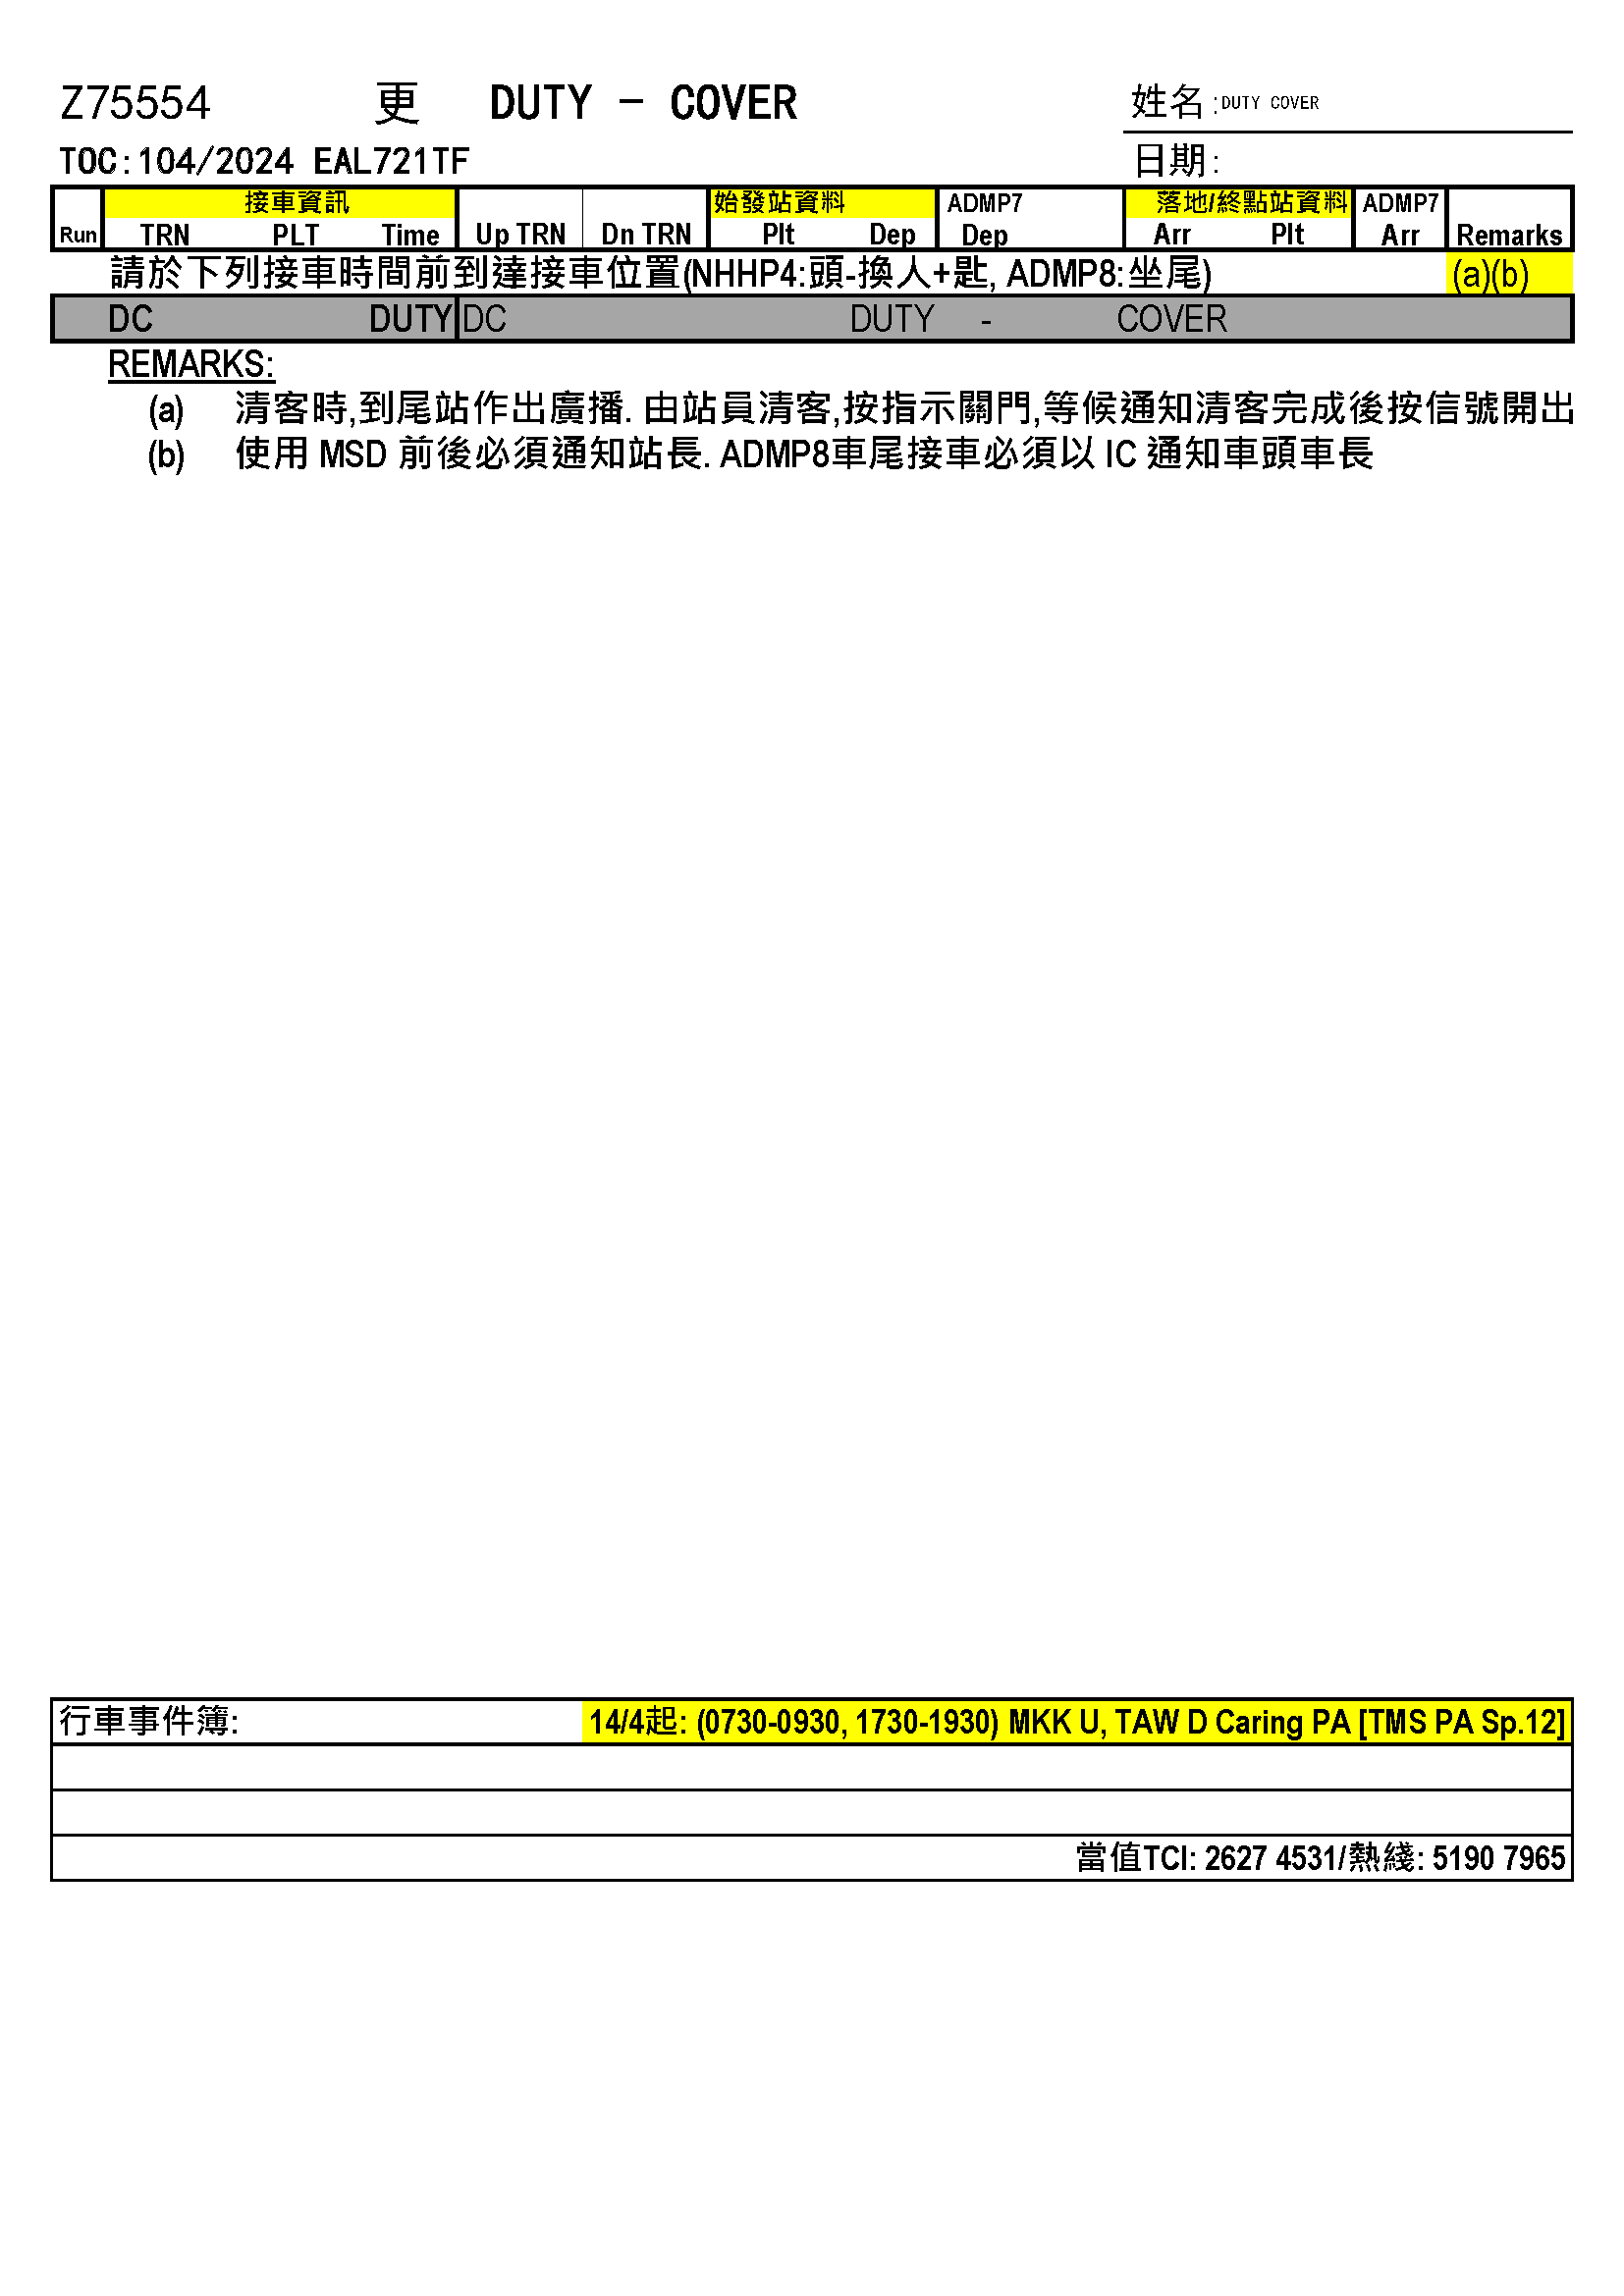 Z75554 更 DUTY - COVER 姓名:DUTY COVER
TOC:104/2024 EAL721TF 日期:
接車資訊 始發站資料 ADMP7 落地/終點站資料 ADMP7
Run TRN PLT Time Up TRN Dn TRN Plt Dep Dep Arr Plt Arr Remarks
請於下列接車時間前到達接車位置(NHHP4:頭-換人+匙, ADMP8:坐尾) (a)(b)
DC DUTY DC DUTY - COVER
REMARKS:
(a) 清客時,到尾站作出廣播. 由站員清客,按指示關門,等候通知清客完成後按信號開出
(b) 使用 MSD 前後必須通知站長. ADMP8車尾接車必須以 IC 通知車頭車長
行車事件簿: 14/4起: (0730-0930, 1730-1930) MKK U, TAW D Caring PA [TMS PA Sp.12]
當值TCI: 2627 4531/熱綫: 5190 7965